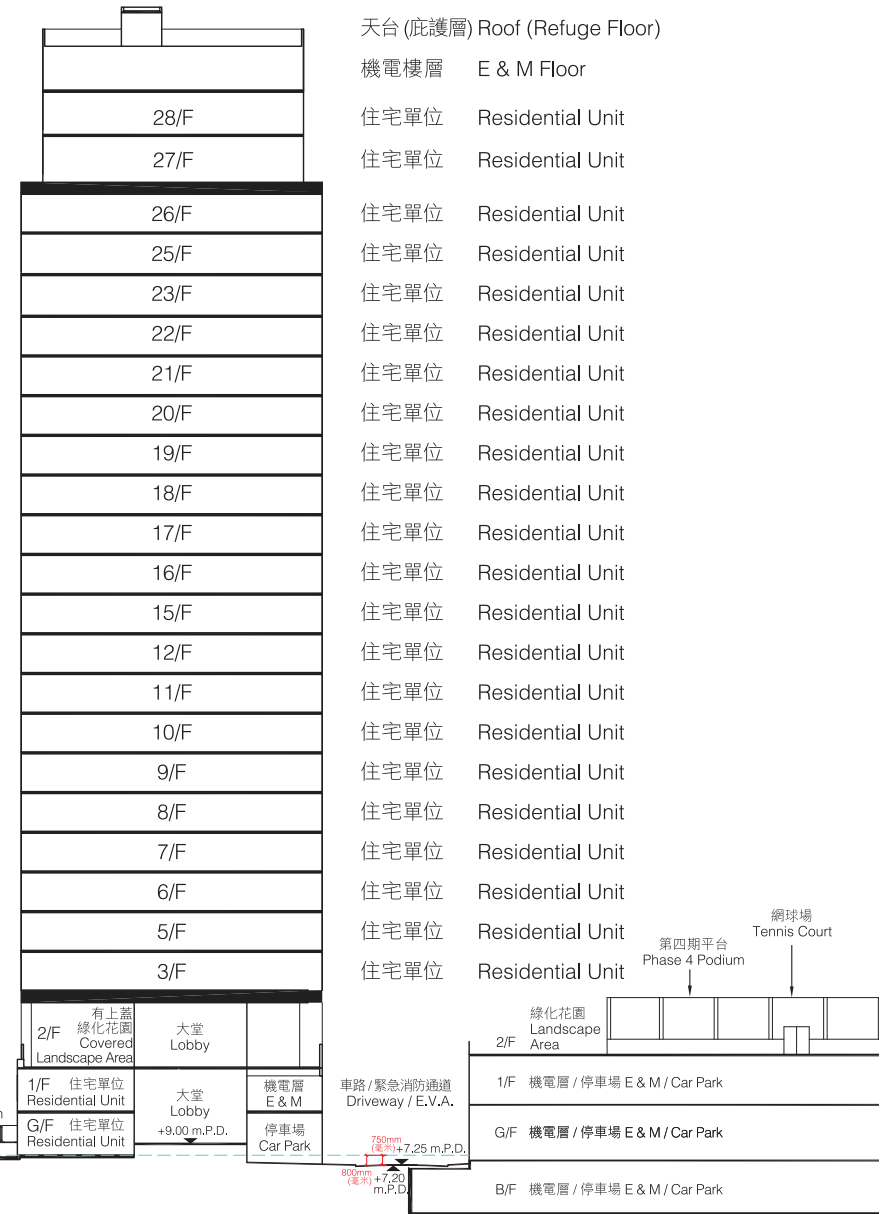 天台 (庇護層) Roof (Refuge Floor)
機電樓層 E & M Floor
28/F 住宅單位 Residential Unit
27/F 住宅單位 Residential Unit
26/F 住宅單位 Residential Unit
25/F 住宅單位 Residential Unit
23/F 住宅單位 Residential Unit
22/F 住宅單位 Residential Unit
21/F 住宅單位 Residential Unit
20/F 住宅單位 Residential Unit
19/F 住宅單位 Residential Unit
18/F 住宅單位 Residential Unit
17/F 住宅單位 Residential Unit
16/F 住宅單位 Residential Unit
15/F 住宅單位 Residential Unit
12/F 住宅單位 Residential Unit
11/F 住宅單位 Residential Unit
10/F 住宅單位 Residential Unit
9/F 住宅單位 Residential Unit
8/F 住宅單位 Residential Unit
7/F 住宅單位 Residential Unit
6/F 住宅單位 Residential Unit
5/F 住宅單位 Residential Unit
3/F 住宅單位 Residential Unit
第四期平台
Phase 4 Podium
網球場
Tennis Court
2/F
有上蓋
綠化花園
Covered
Landscape Area
大堂
Lobby
2/F
綠化花園
Landscape
Area
1/F 住宅單位
Residential Unit
大堂
Lobby
+9.00 m.P.D.
機電層
E & M
車路 / 緊急消防通道
Driveway / E.V.A.
1/F 機電層 / 停車場 E & M / Car Park
G/F 住宅單位
Residential Unit
停車場
Car Park
750mm
(毫米)
+7.25 m.P.D.
800mm
(毫米)
+7.20
m.P.D.
G/F 機電層 / 停車場 E & M / Car Park
B/F 機電層 / 停車場 E & M / Car Park